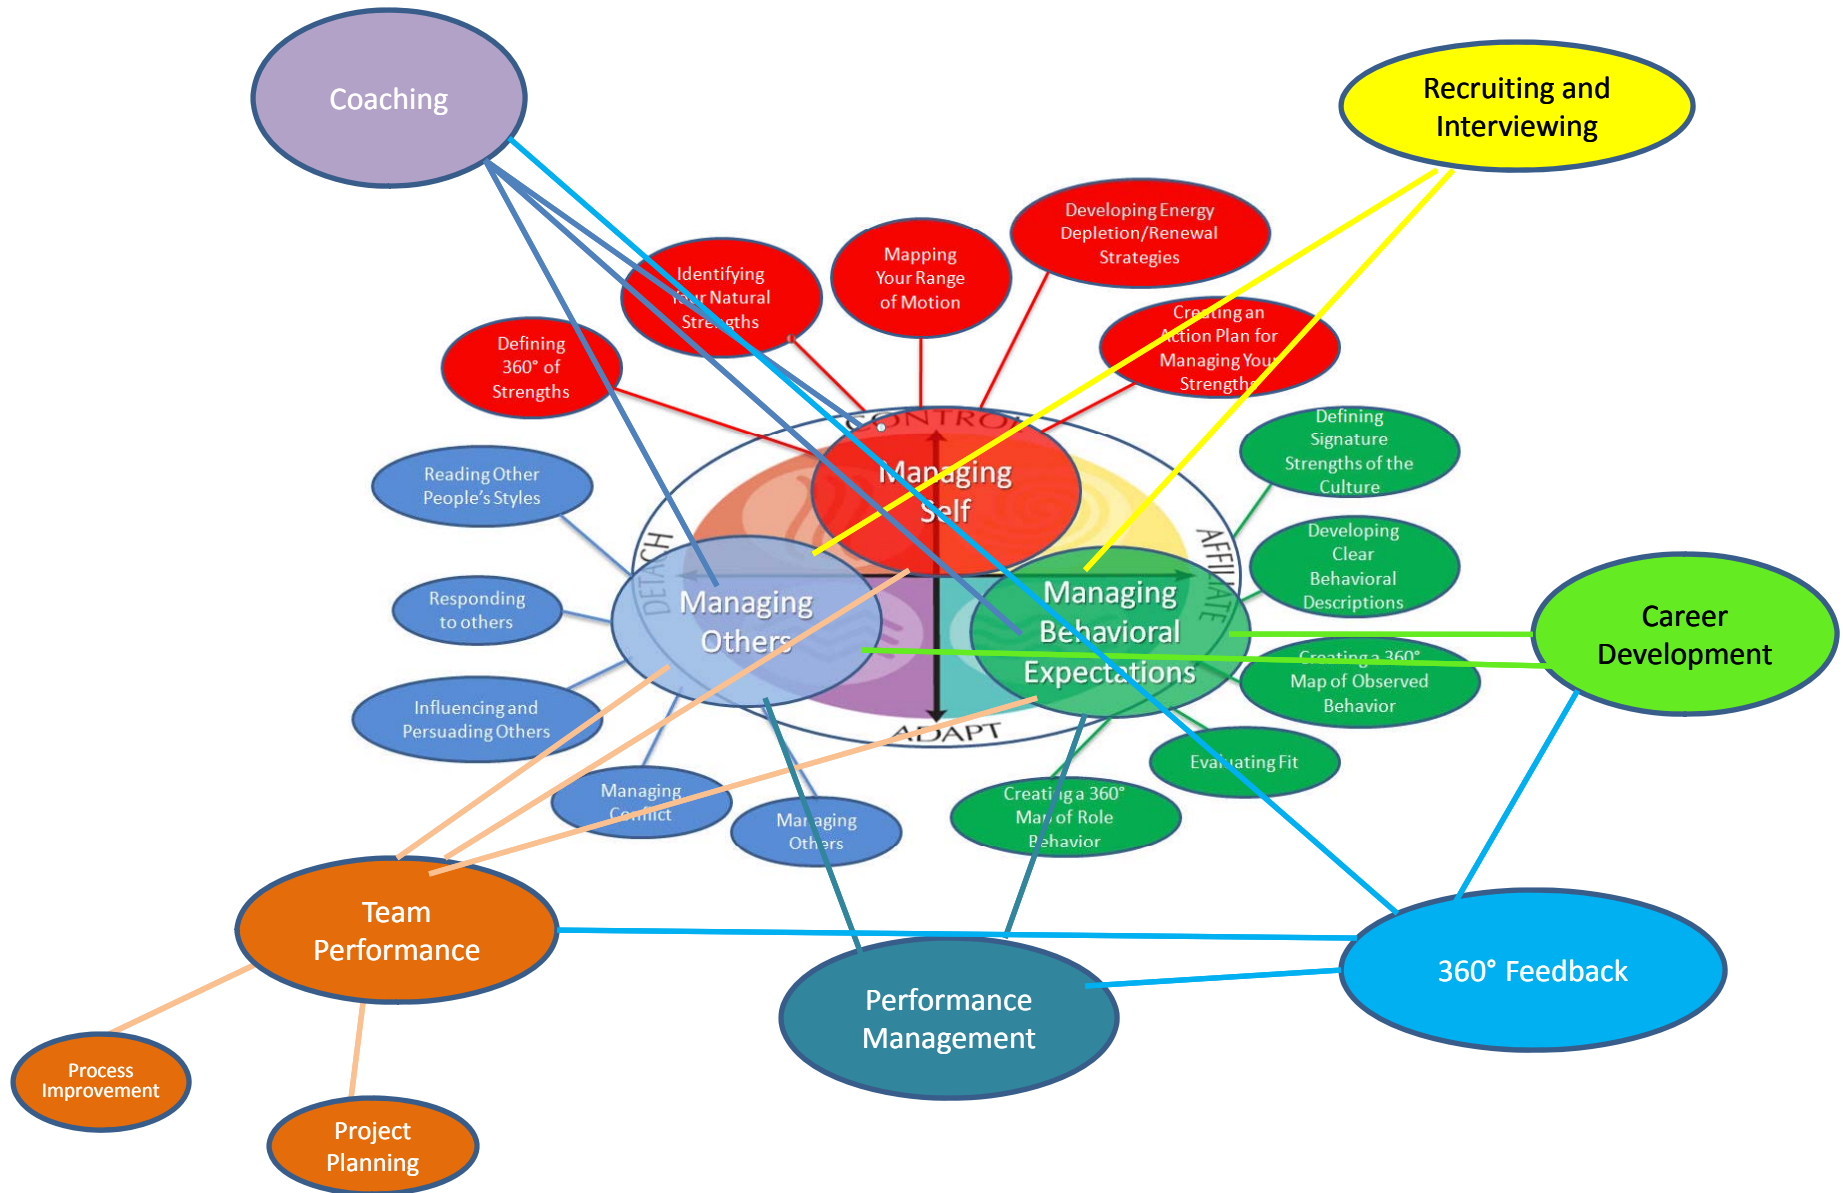 Coaching
Recruiting and
Interviewing
Developing Energy
Depletion/Renewal
Strategies
Mapping
Your Range
of Motion
Identifying
Your Natural
Strengths
Creating an
Action Plan for
Managing Your
Strengths
Defining
360° of
Strengths
CONTROL
Defining
Signature
Strengths of the
Culture
Reading Other
People's Styles
Managing
Self
DETACH
AFFILIATE
Developing
Clear
Behavioral
Descriptions
Responding
to others
Managing
Others
Managing
Behavioral
Expectations
Career
Development
Creating a 360°
Map of Observed
Behavior
Influencing and
Persuading Others
ADAPT
Evaluating Fit
Managing
Conflict
Managing
Others
Creating a 360°
Map of Role
Behavior
Team
Performance
360° Feedback
Performance
Management
Process
Improvement
Project
Planning